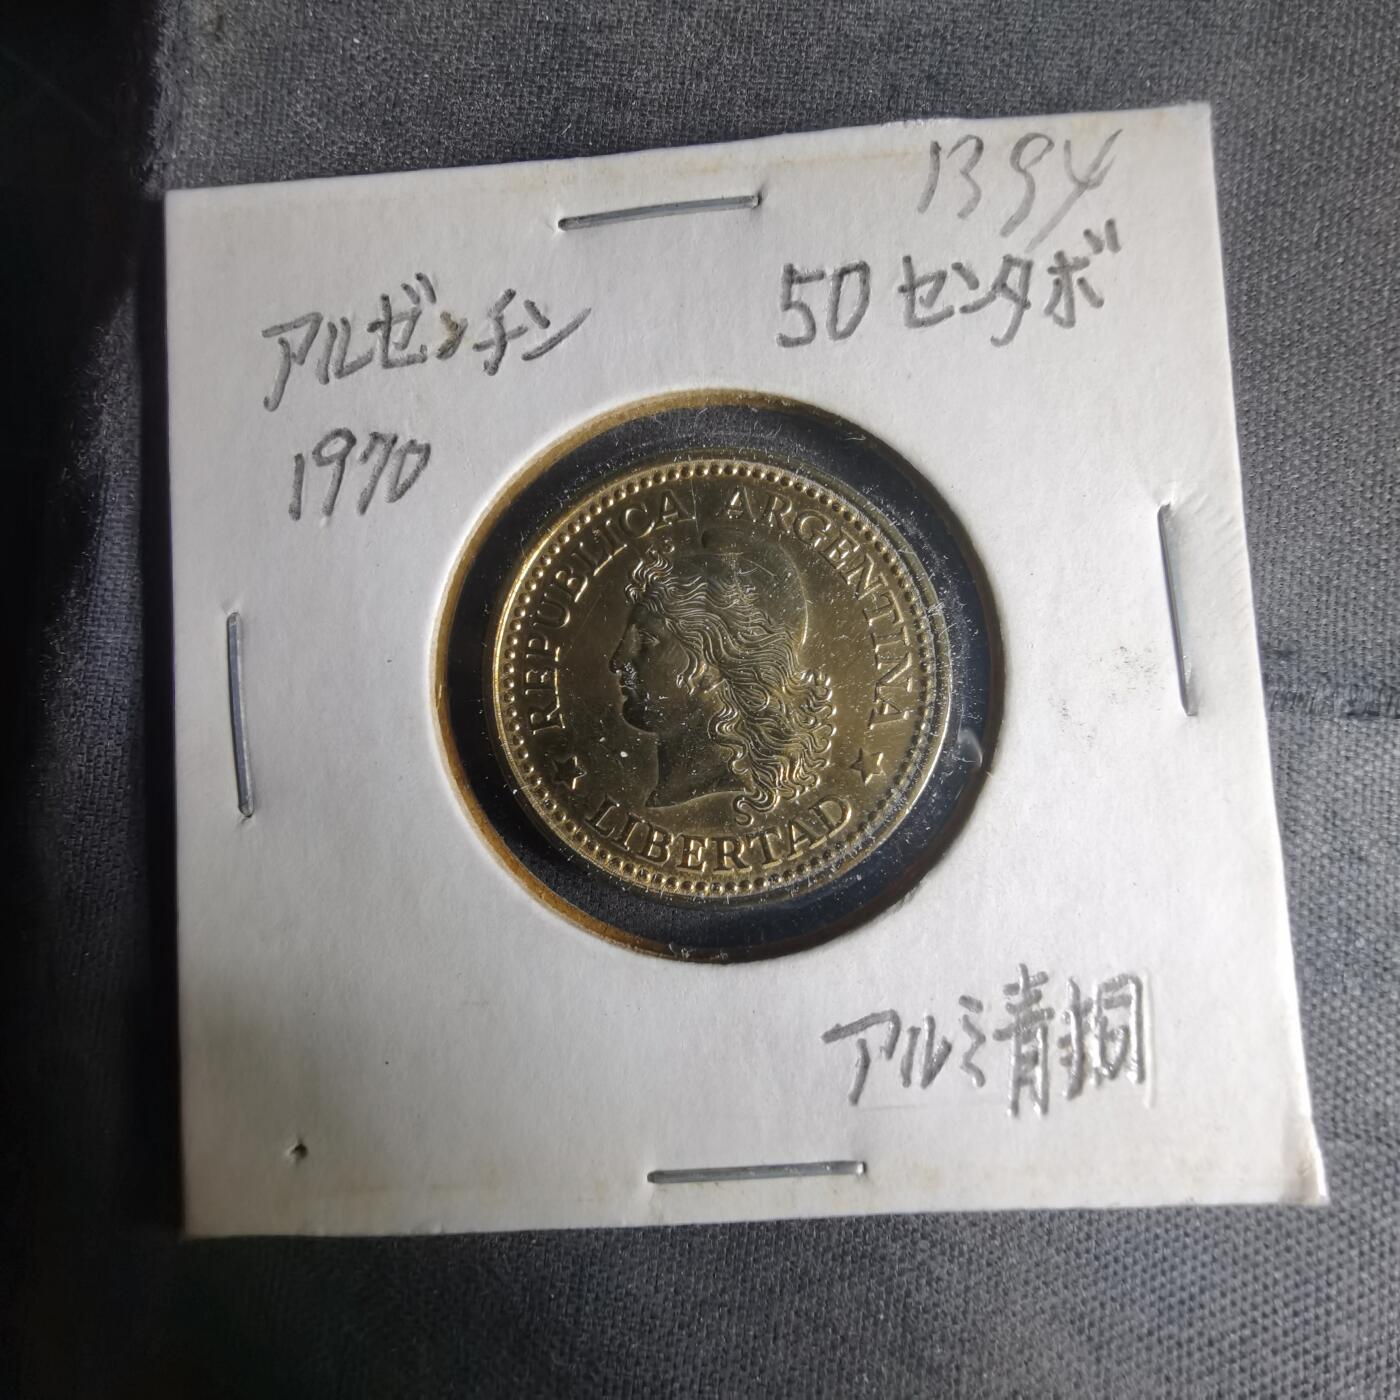 1394
アルゼンチン
50センタボ
1970
REPUBLICA ARGENTINA
★ LIBERTAD ★
アルミ青銅